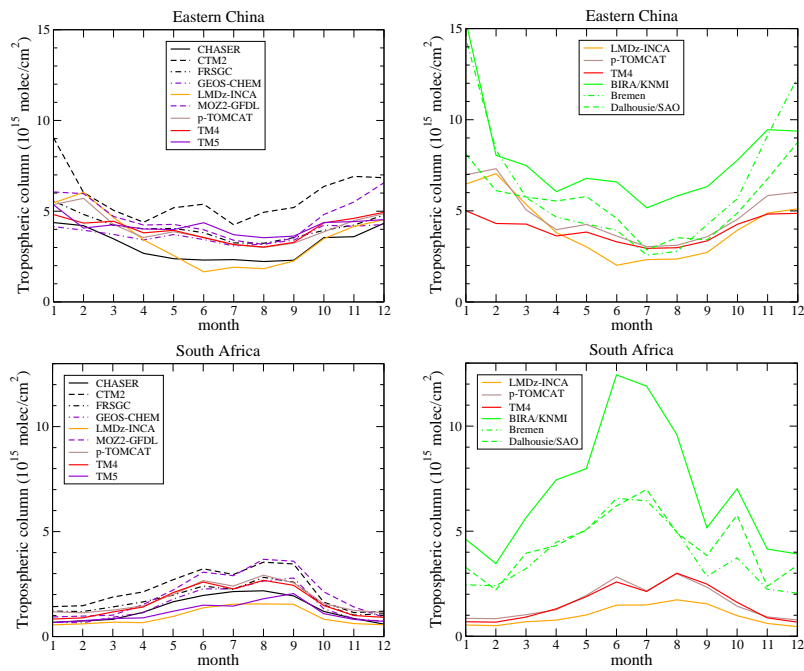 Eastern China
15
10
5
0
Tropospheric column (10^15 molec/cm^2)
CHASER
CTM2
FRSGC
GEOS-CHEM
LMDz-INCA
MOZ2-GFDL
p-TOMCAT
TM4
TM5
1 2 3 4 5 6 7 8 9 10 11 12
month
Eastern China
15
10
5
0
Tropospheric column (10^15 molec/cm^2)
LMDz-INCA
p-TOMCAT
TM4
BIRA/KNMI
Bremen
Dalhousie/SAO
1 2 3 4 5 6 7 8 9 10 11 12
month
South Africa
10
5
0
Tropospheric column (10^15 molec/cm^2)
CHASER
CTM2
FRSGC
GEOS-CHEM
LMDz-INCA
MOZ2-GFDL
p-TOMCAT
TM4
TM5
1 2 3 4 5 6 7 8 9 10 11 12
month
South Africa
10
5
0
Tropospheric column (10^15 molec/cm^2)
LMDz-INCA
p-TOMCAT
TM4
BIRA/KNMI
Bremen
Dalhousie/SAO
1 2 3 4 5 6 7 8 9 10 11 12
month